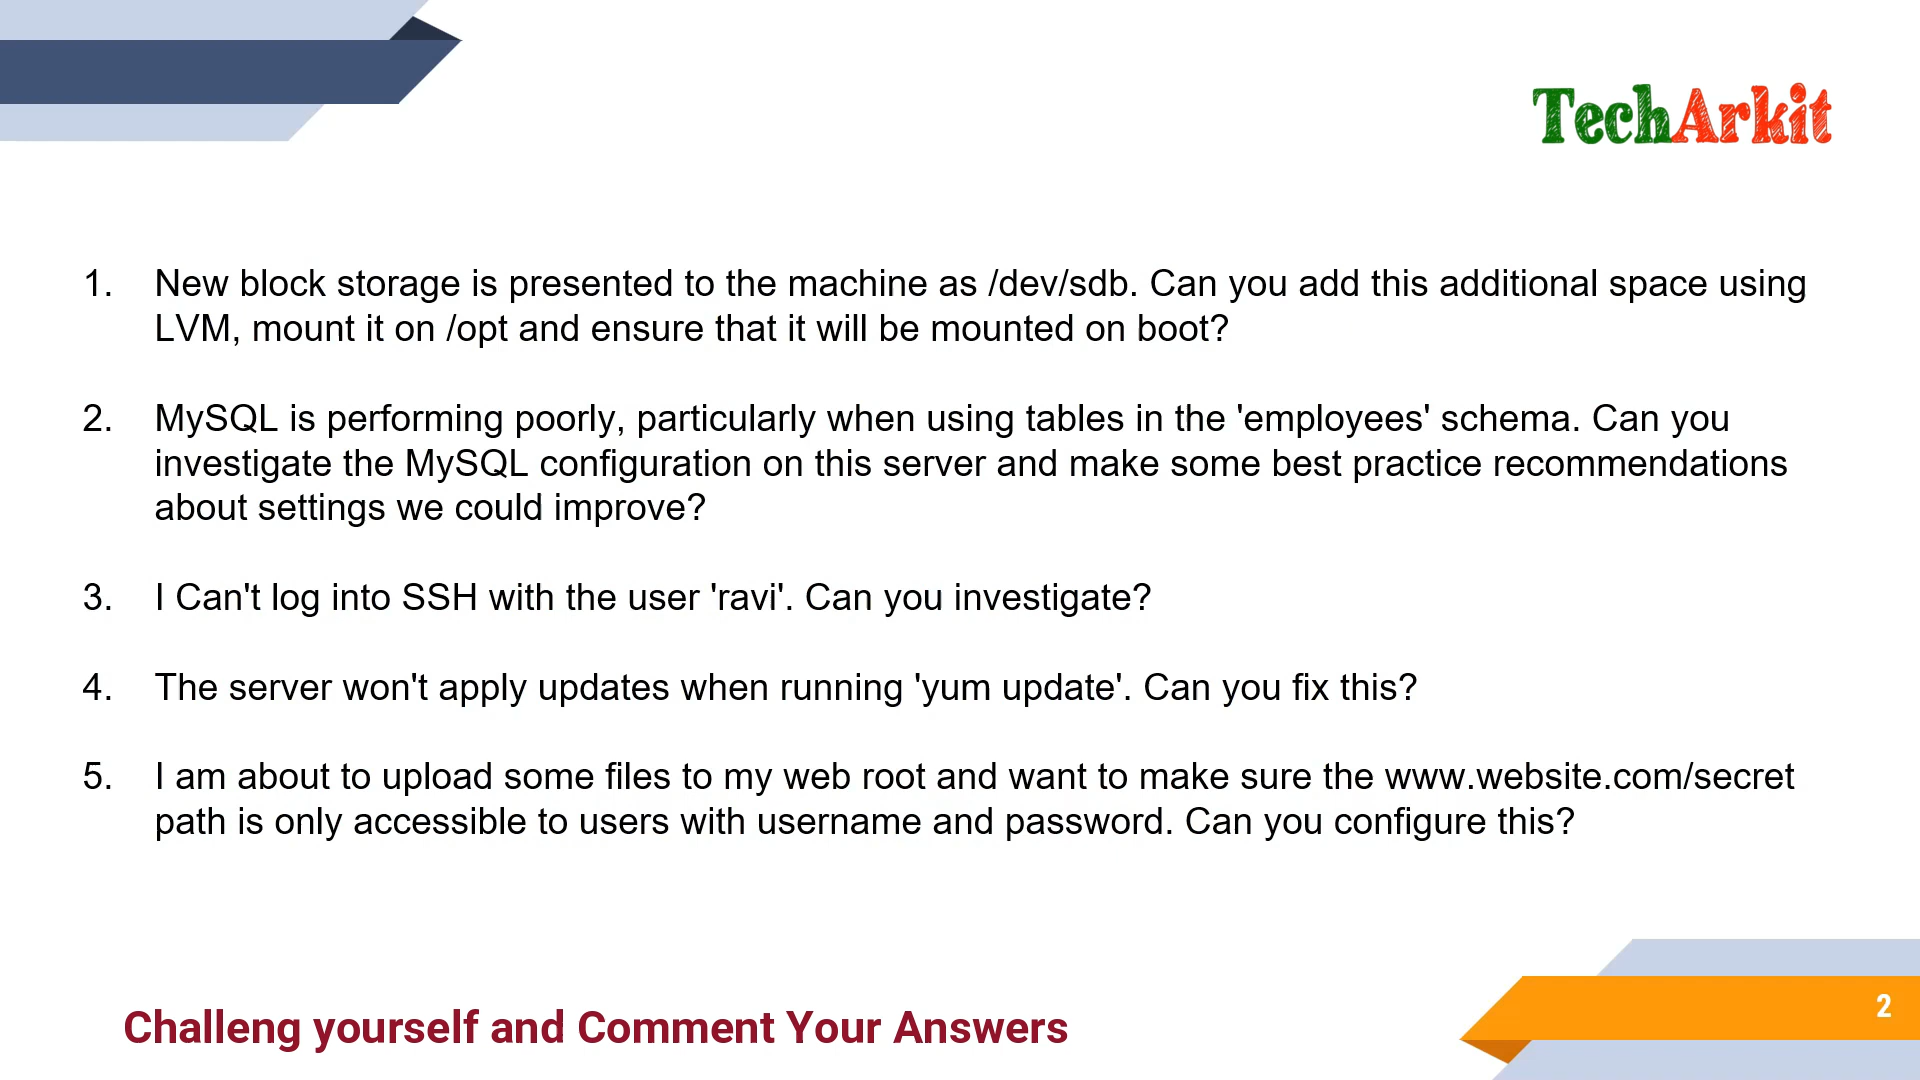 TechArkit
1. New block storage is presented to the machine as /dev/sdb. Can you add this additional space using
LVM, mount it on /opt and ensure that it will be mounted on boot?
2. MySQL is performing poorly, particularly when using tables in the 'employees' schema. Can you
investigate the MySQL configuration on this server and make some best practice recommendations
about settings we could improve?
3. I Can't log into SSH with the user 'ravi'. Can you investigate?
4. The server won't apply updates when running 'yum update'. Can you fix this?
5. I am about to upload some files to my web root and want to make sure the www.website.com/secret
path is only accessible to users with username and password. Can you configure this?
Challeng yourself and Comment Your Answers
2